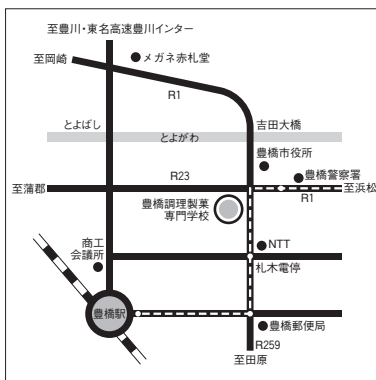 至豊川・東名高速豊川インター
至岡崎
メガネ赤札堂
R1
とよばし
吉田大橋
とよがわ
豊橋市役所
豊橋警察署
至蒲郡
R23
至浜松
R1
豊橋調理製菓
専門学校
商工
会議所
NTT
札木電停
豊橋駅
豊橋郵便局
R259
至田原